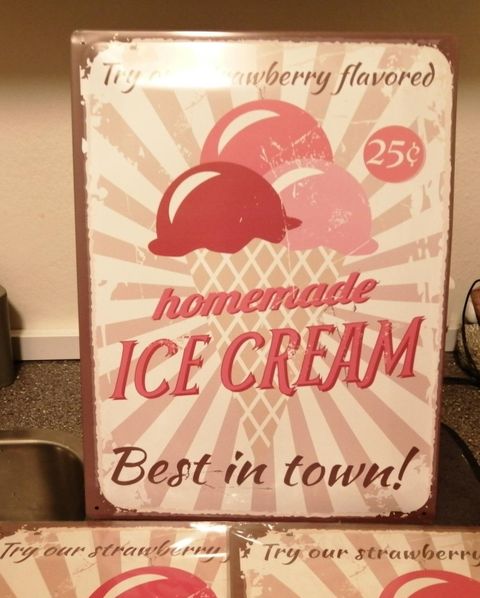 Try our strawberry flavored
25¢
homemade
ICE CREAM
Best in town!
Try our strawberry
Try our strawberry